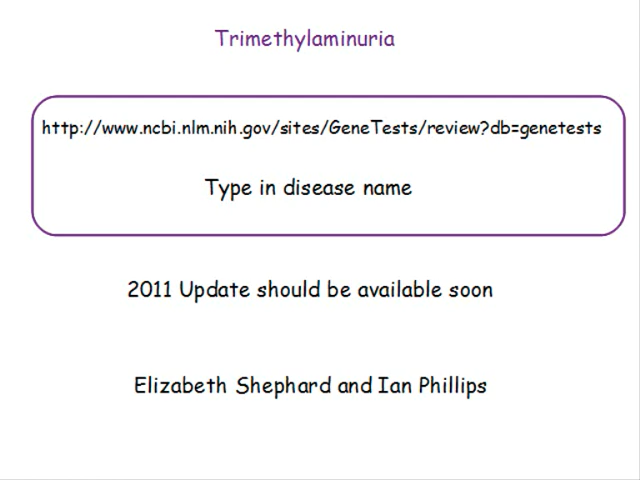 Trimethylaminuria
http://www.ncbi.nlm.nih.gov/sites/GeneTests/review?db=genetests
Type in disease name
2011 Update should be available soon
Elizabeth Shephard and Ian Phillips